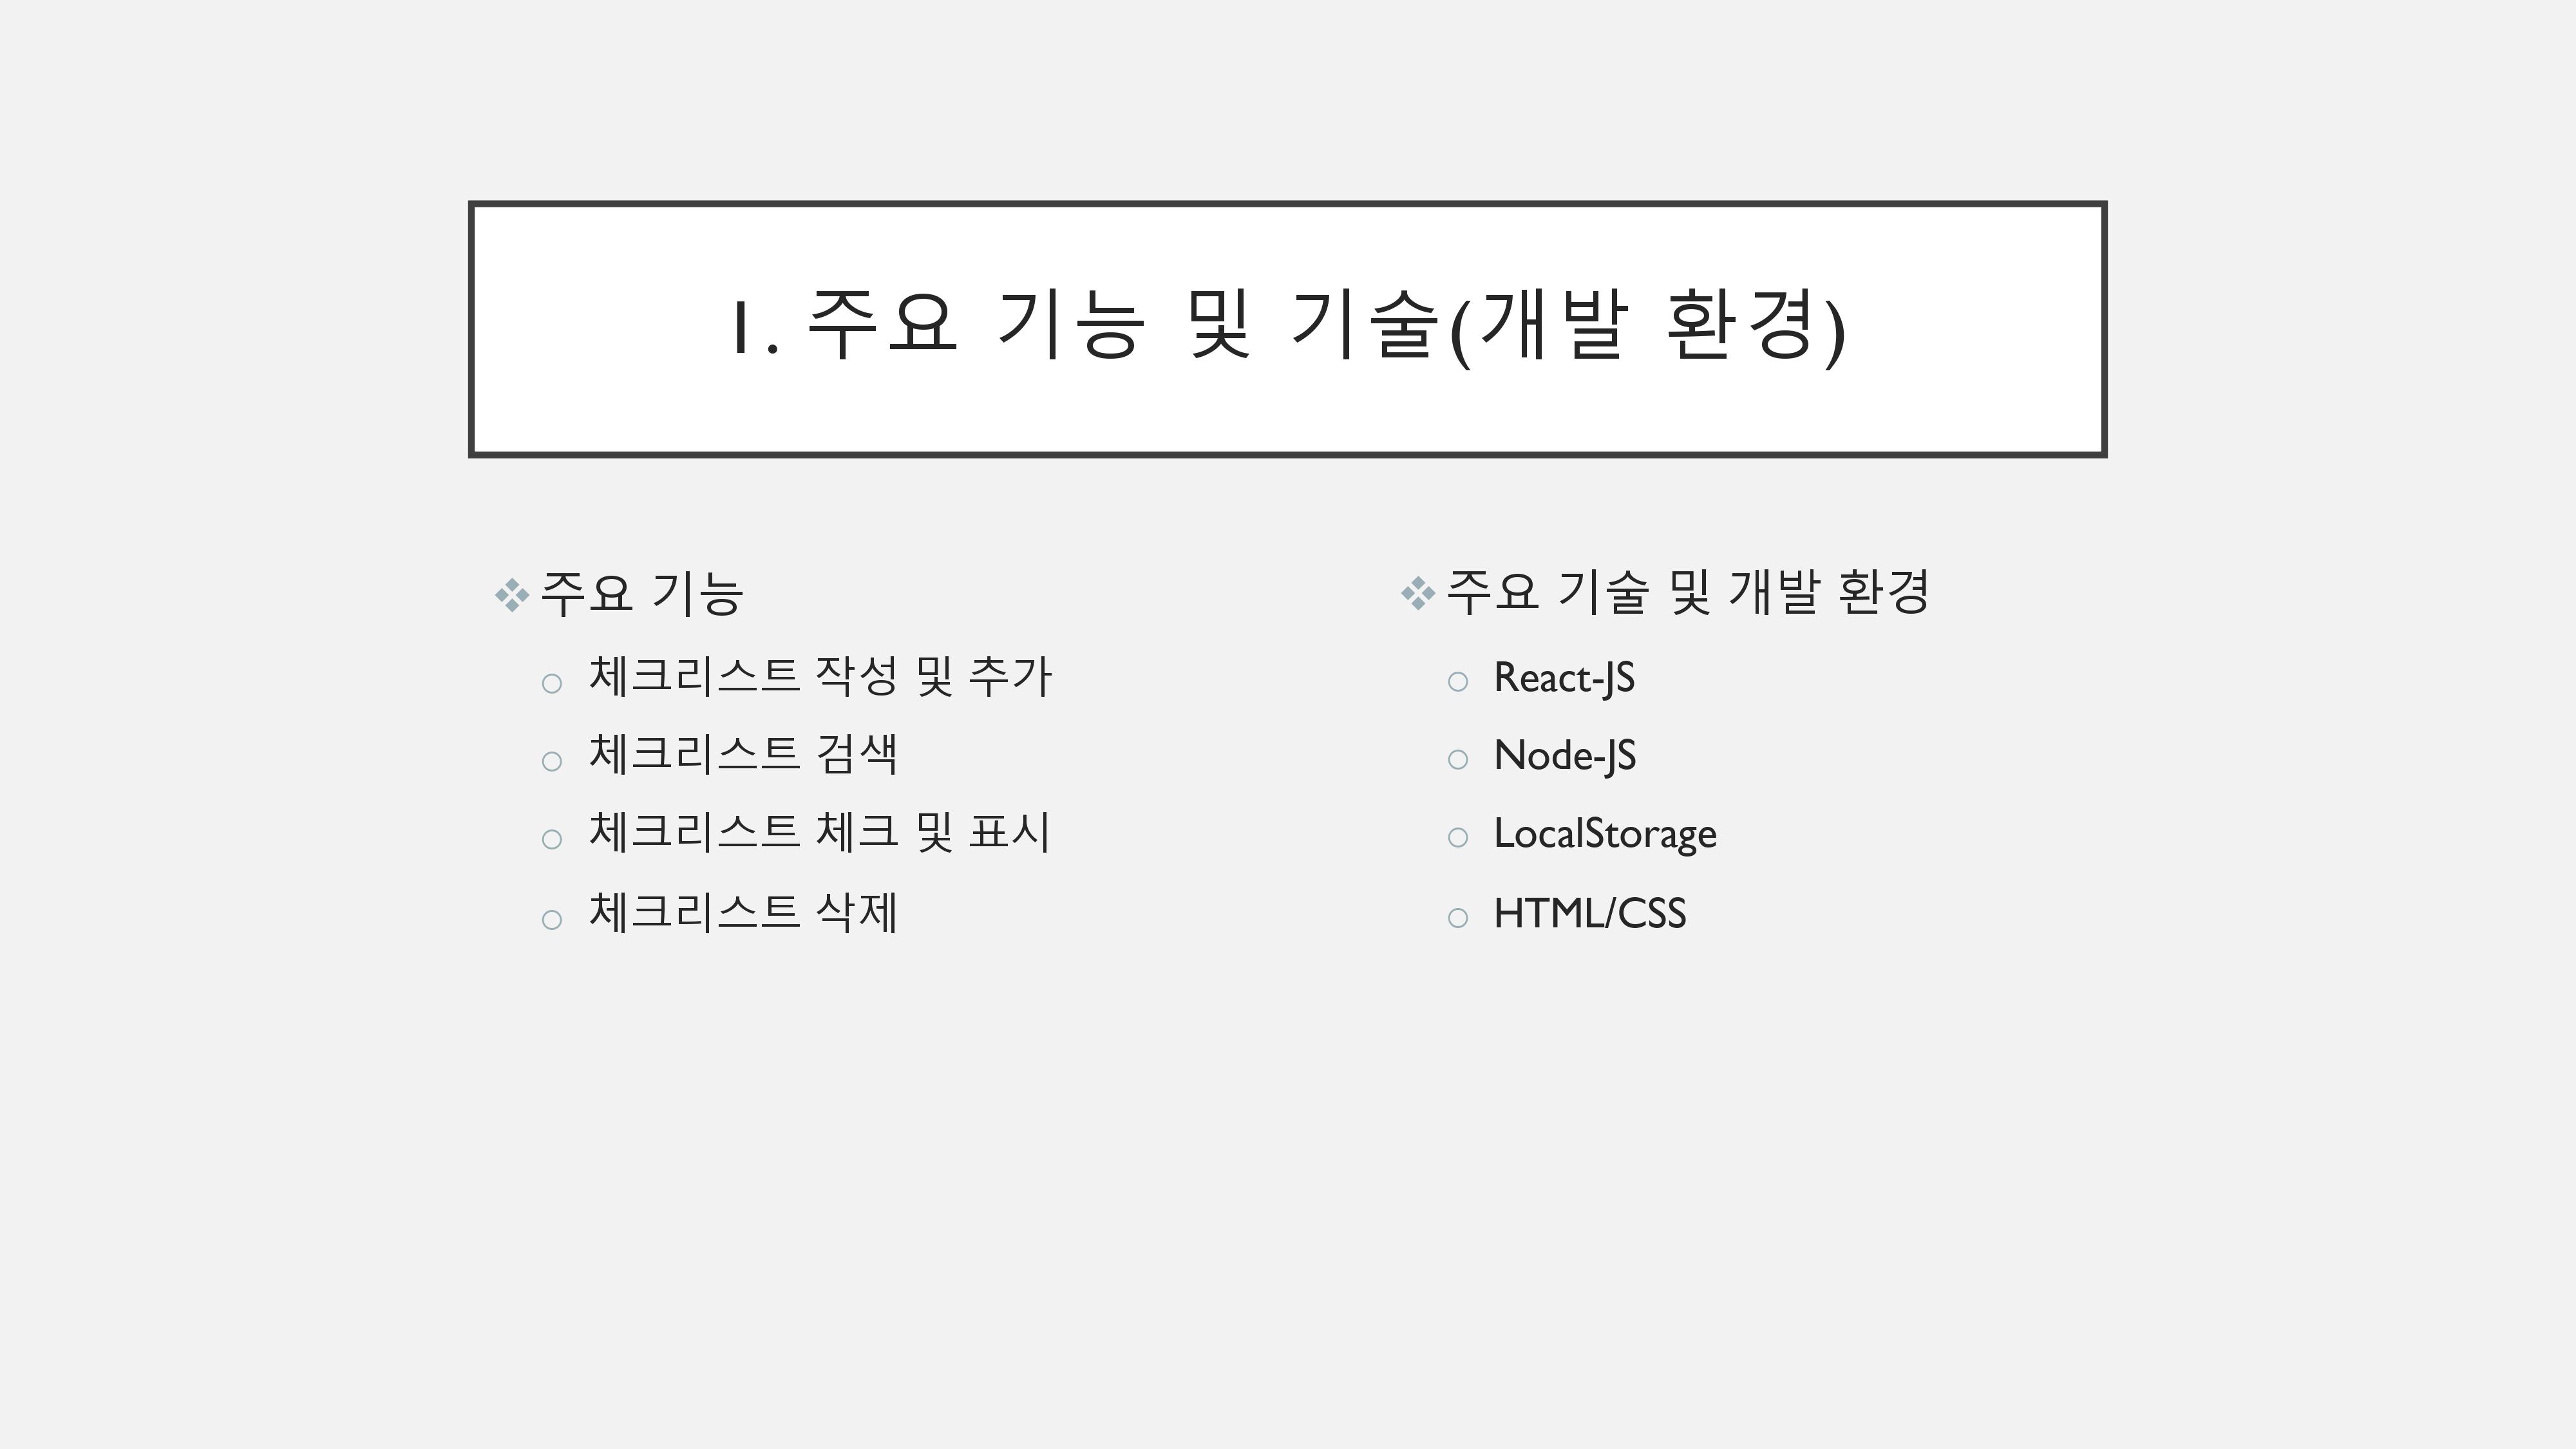 1. 주요 기능 및 기술(개발 환경)
주요 기능
체크리스트 작성 및 추가
체크리스트 검색
체크리스트 체크 및 표시
체크리스트 삭제
주요 기술 및 개발 환경
React-JS
Node-JS
LocalStorage
HTML/CSS